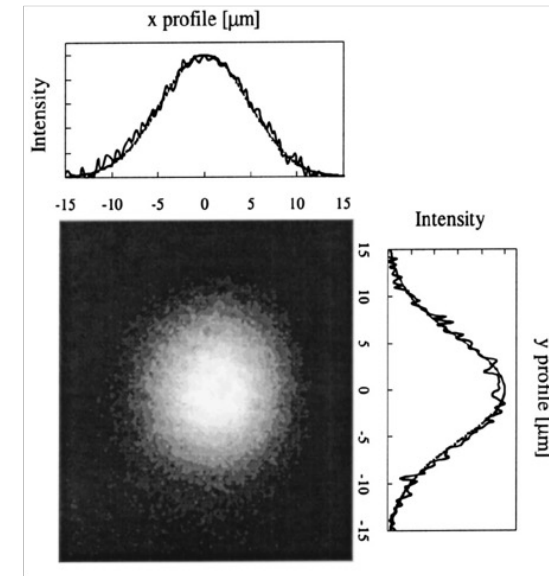 x profile [µm]
Intensity
-15 -10 -5 0 5 10 15
Intensity
15 10 5 0 -5 -10 -15
y profile [µm]